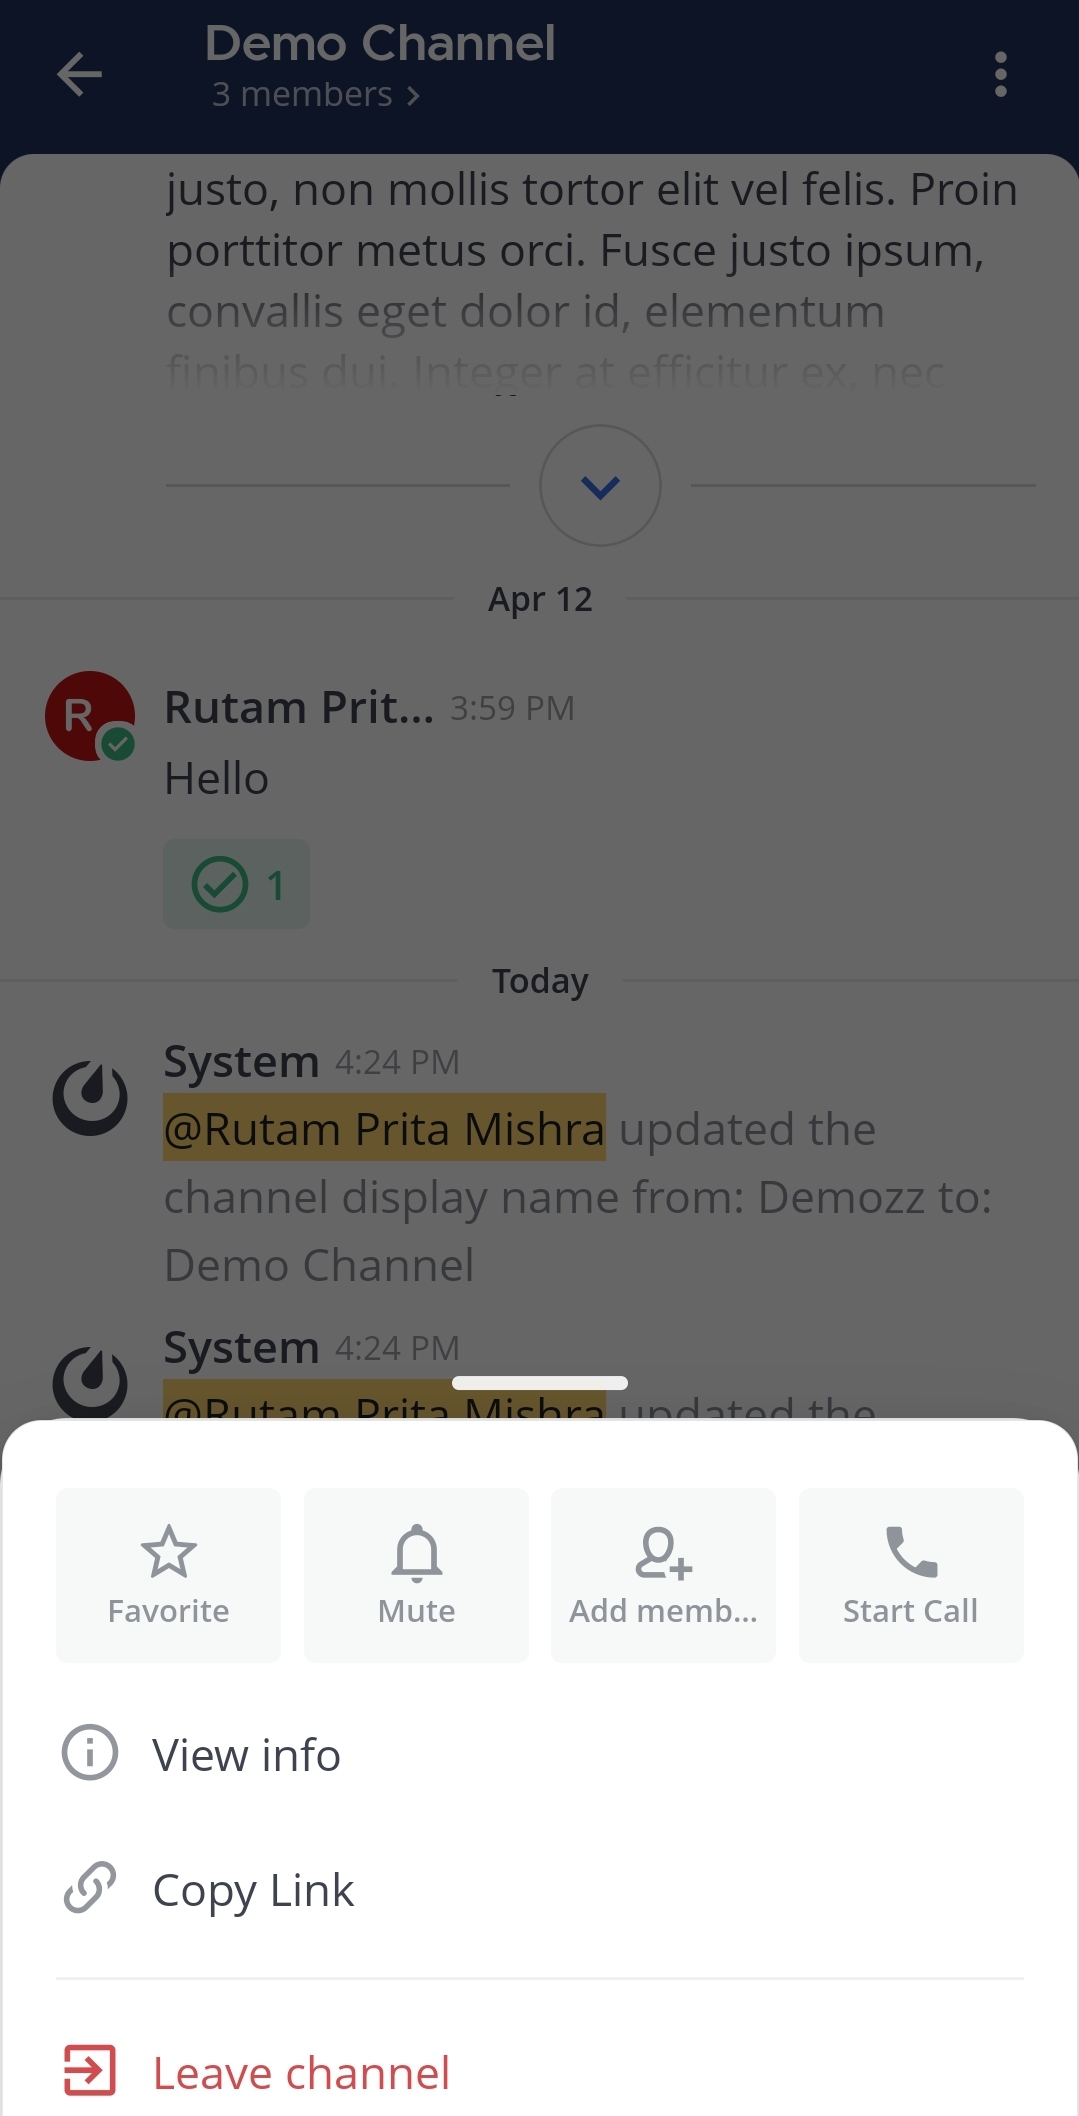 Demo Channel
3 members
justo, non mollis tortor elit vel felis. Proin
porttitor metus orci. Fusce justo ipsum,
convallis eget dolor id, elementum
finibus dui. Integer at efficitur ex, nec
Apr 12
R
Rutam Prit... 3:59 PM
Hello
1
Today
System 4:24 PM
@Rutam Prita Mishra updated the
channel display name from: Demozz to:
Demo Channel
System 4:24 PM
@Rutam Prita Mishra updated the
Favorite
Mute
Add memb...
Start Call
View info
Copy Link
Leave channel